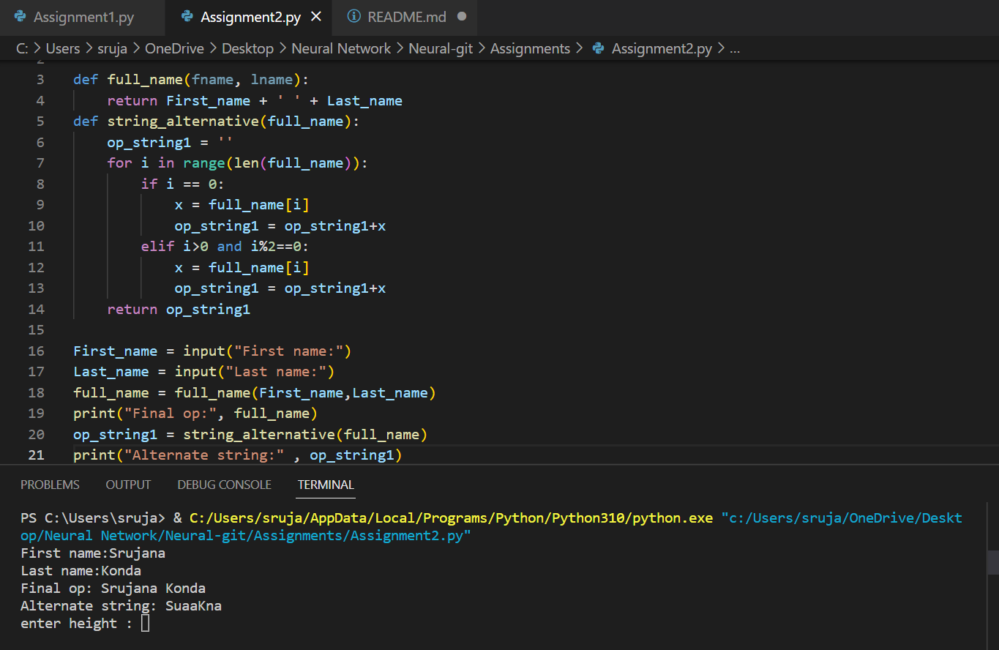 Assignment1.py Assignment2.py × README.md ●
C: > Users > sruja > OneDrive > Desktop > Neural Network > Neural-git > Assignments > Assignment2.py > ...
2
3 def full_name(fname, lname):
4     return First_name + ' ' + Last_name
5 def string_alternative(full_name):
6     op_string1 = ''
7     for i in range(len(full_name)):
8         if i == 0:
9             x = full_name[i]
10             op_string1 = op_string1+x
11         elif i>0 and i%2==0:
12             x = full_name[i]
13             op_string1 = op_string1+x
14     return op_string1
15
16 First_name = input("First name:")
17 Last_name = input("Last name:")
18 full_name = full_name(First_name,Last_name)
19 print("Final op:", full_name)
20 op_string1 = string_alternative(full_name)
21 print("Alternate string:" , op_string1)
PROBLEMS OUTPUT DEBUG CONSOLE TERMINAL
PS C:\Users\sruja> & C:/Users/sruja/AppData/Local/Programs/Python/Python310/python.exe "c:/Users/sruja/OneDrive/Deskt
op/Neural Network/Neural-git/Assignments/Assignment2.py"
First name:Srujana
Last name:Konda
Final op: Srujana Konda
Alternate string: SuaaKna
enter height :